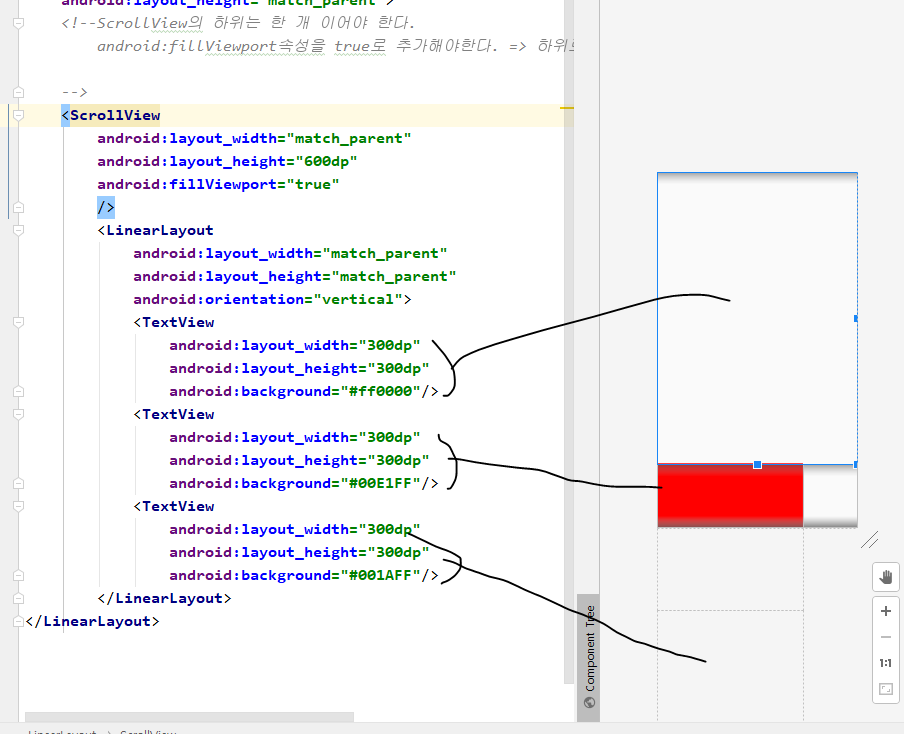 android:layout_height="match_parent">
<!--ScrollView의 하위는 한 개 이어야 한다.
android:fillViewport속성을 true로 추가해야한다. => 하위
-->
<ScrollView
android:layout_width="match_parent"
android:layout_height="600dp"
android:fillViewport="true"
/>
<LinearLayout
android:layout_width="match_parent"
android:layout_height="match_parent"
android:orientation="vertical">
<TextView
android:layout_width="300dp"
android:layout_height="300dp"
android:background="#ff0000"/>
<TextView
android:layout_width="300dp"
android:layout_height="300dp"
android:background="#00E1FF"/>
<TextView
android:layout_width="300dp
android:layout_height="300dp"
android:background="#001AFF"/>
</LinearLayout>
</LinearLayout>
Component Tree
1:1
LinearLayout › ScrollView